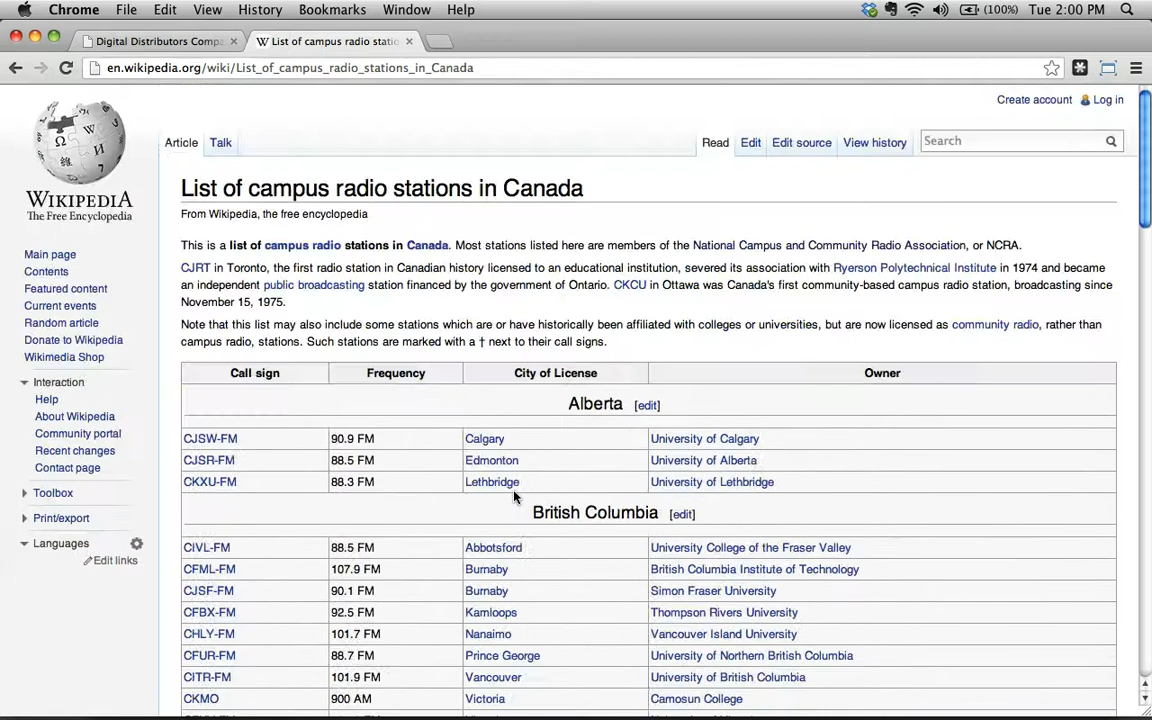 Chrome File Edit View History Bookmarks Window Help (100%) Tue 2:00 PM
Digital Distributors Compa List of campus radio statio
en.wikipedia.org/wiki/List_of_campus_radio_stations_in_Canada
Create account Log in
Article Talk Read Edit Edit source View history Search
WIKIPEDIA
The Free Encyclopedia
Main page
Contents
Featured content
Current events
Random article
Donate to Wikipedia
Wikimedia Shop
Interaction
Help
About Wikipedia
Community portal
Recent changes
Contact page
Toolbox
Print/export
Languages
Edit links
List of campus radio stations in Canada
From Wikipedia, the free encyclopedia
This is a list of campus radio stations in Canada. Most stations listed here are members of the National Campus and Community Radio Association, or NCRA.
CJRT in Toronto, the first radio station in Canadian history licensed to an educational institution, severed its association with Ryerson Polytechnical Institute in 1974 and became
an independent public broadcasting station financed by the government of Ontario. CKCU in Ottawa was Canada's first community-based campus radio station, broadcasting since
November 15, 1975.
Note that this list may also include some stations which are or have historically been affiliated with colleges or universities, but are now licensed as community radio, rather than
campus radio, stations. Such stations are marked with a † next to their call signs.
Call sign Frequency City of License Owner
Alberta [edit]
CJSW-FM 90.9 FM Calgary University of Calgary
CJSR-FM 88.5 FM Edmonton University of Alberta
CKXU-FM 88.3 FM Lethbridge University of Lethbridge
British Columbia [edit]
CIVL-FM 88.5 FM Abbotsford University College of the Fraser Valley
CFML-FM 107.9 FM Burnaby British Columbia Institute of Technology
CJSF-FM 90.1 FM Burnaby Simon Fraser University
CFBX-FM 92.5 FM Kamloops Thompson Rivers University
CHLY-FM 101.7 FM Nanaimo Vancouver Island University
CFUR-FM 88.7 FM Prince George University of Northern British Columbia
CITR-FM 101.9 FM Vancouver University of British Columbia
CKMO 900 AM Victoria Camosun College